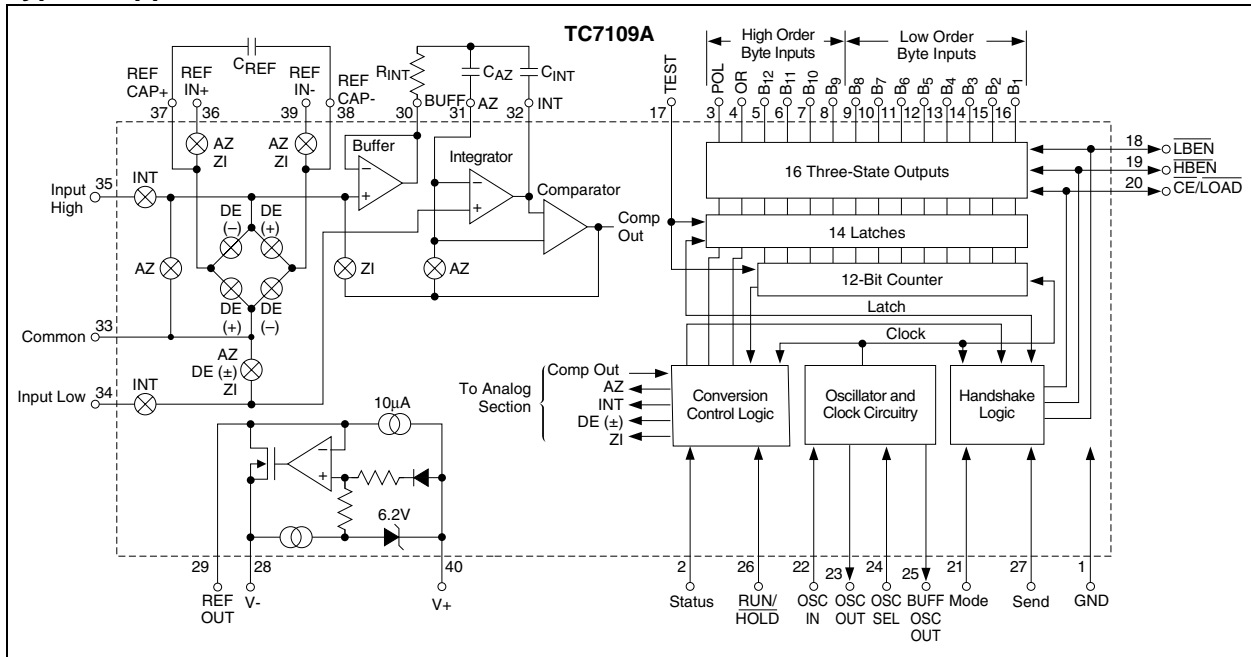 TC7109A
High Order
Byte Inputs
Low Order
Byte Inputs
CREF
REF
CAP+
REF
IN+
REF
IN-
REF
CAP-
RINT
CAZ
CINT
BUFF
AZ
INT
TEST
POL
OR
B12
B11
B10
B9
B8
B7
B6
B5
B4
B3
B2
B1
37
36
39
38
30
31
32
17
3
4
5
6
7
8
9
10
11
12
13
14
15
16
AZ
ZI
AZ
ZI
Buffer
Integrator
Comparator
Comp
Out
Input
High
35
INT
DE
(–)
DE
(+)
AZ
DE
(+)
DE
(–)
ZI
AZ
– + – +
16 Three-State Outputs
18
LBEN
19
HBEN
20
CE/LOAD
14 Latches
12-Bit Counter
Latch
Clock
Common
33
AZ
DE (±)
ZI
Input Low
34
INT
To Analog
Section
Comp Out
AZ
INT
DE (±)
ZI
Conversion
Control Logic
Oscillator and
Clock Circuitry
Handshake
Logic
10µA
–
+
6.2V
29
28
40
2
26
22
23
24
25
21
27
1
REF
OUT
V-
V+
Status
RUN/
HOLD
OSC
IN
OSC
OUT
OSC
SEL
BUFF
OSC
OUT
Mode
Send
GND